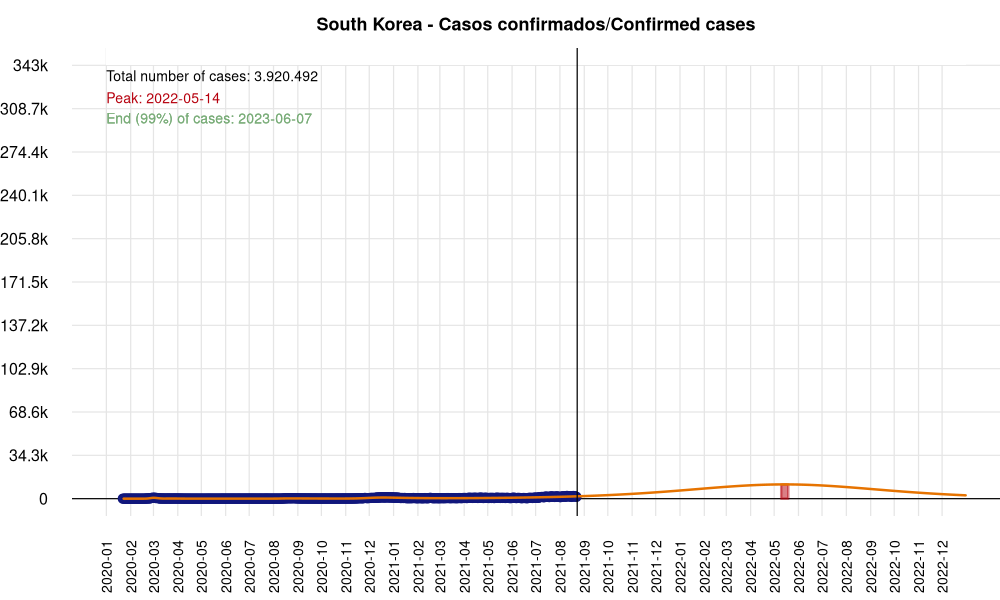 South Korea - Casos confirmados/Confirmed cases
343k
Total number of cases: 3.920.492
Peak: 2022-05-14
308.7k
End (99%) of cases: 2023-06-07
274.4k
240.1k
205.8k
171.5k
137.2k
102.9k
68.6k
34.3k
0
2020-01
2020-02
2020-03
2020-04
2020-05
2020-06
2020-07
2020-08
2020-09
2020-10
2020-11
2020-12
2021-01
2021-02
2021-03
2021-04
2021-05
2021-06
2021-07
2021-08
2021-09
2021-10
2021-11
2021-12
2022-01
2022-02
2022-03
2022-04
2022-05
2022-06
2022-07
2022-08
2022-09
2022-10
2022-11
2022-12